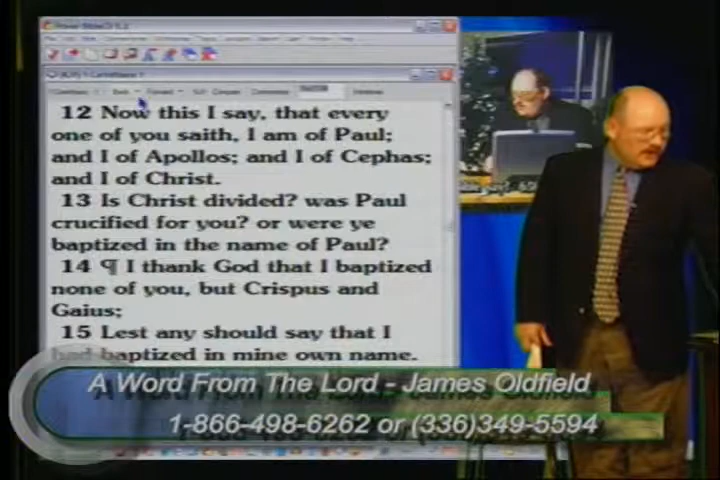 12 Now this I say, that every
one of you saith, I am of Paul;
and I of Apollos; and I of Cephas;
and I of Christ.
13 Is Christ divided? was Paul
crucified for you? or were ye
baptized in the name of Paul?
14 ¶ I thank God that I baptized
none of you, but Crispus and
Gaius;
15 Lest any should say that I
had baptized in mine own name.
A Word From The Lord - James Oldfield
1-866-498-6262 or (336)349-5594